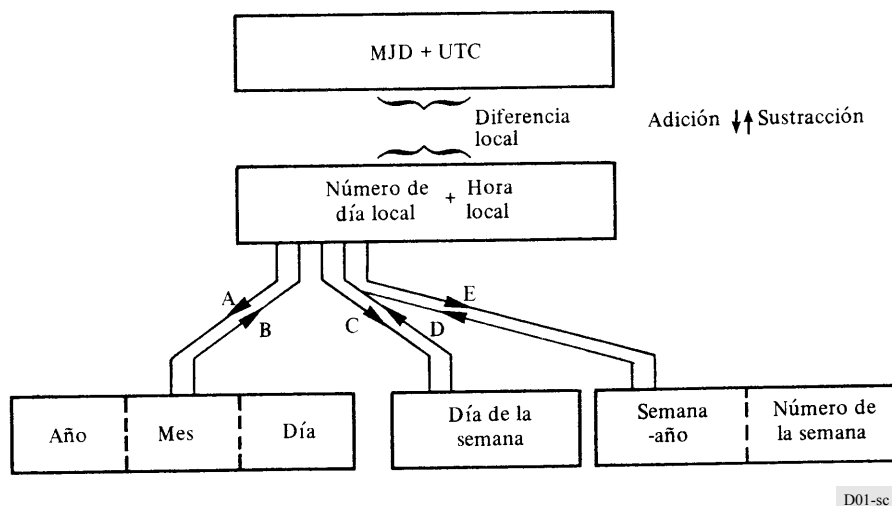 MJD + UTC
Diferencia
local
Adición ↓↑ Sustracción
Número de
día local
+
Hora
local
A
B
C
D
E
Año
Mes
Día
Día de la
semana
Semana
-año
Número de
la semana
D01-sc